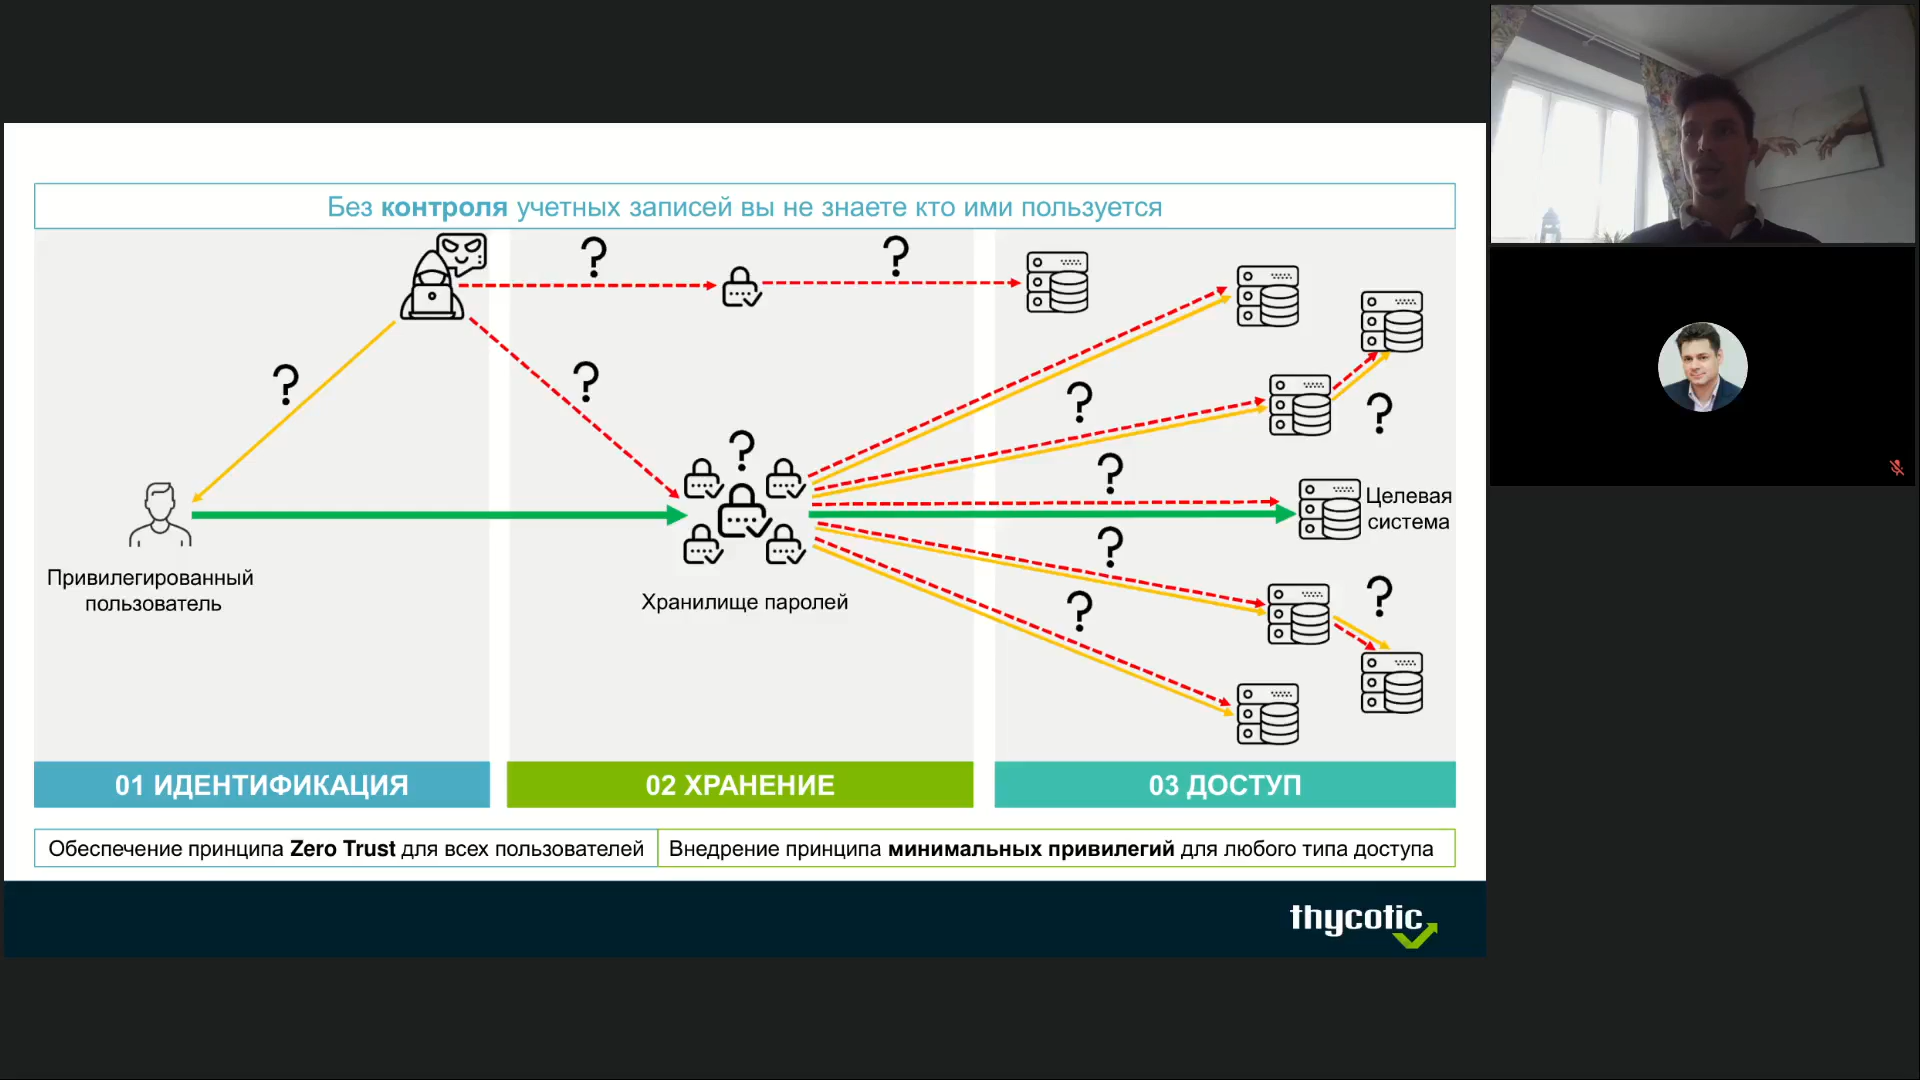 Без контроля учетных записей вы не знаете кто ими пользуется
?
?
?
?
?
?
?
?
Целевая
система
?
?
?
?
Привилегированный
пользователь
Хранилище паролей
01 ИДЕНТИФИКАЦИЯ
02 ХРАНЕНИЕ
03 ДОСТУП
Обеспечение принципа Zero Trust для всех пользователей
Внедрение принципа минимальных привилегий для любого типа доступа
thycotic